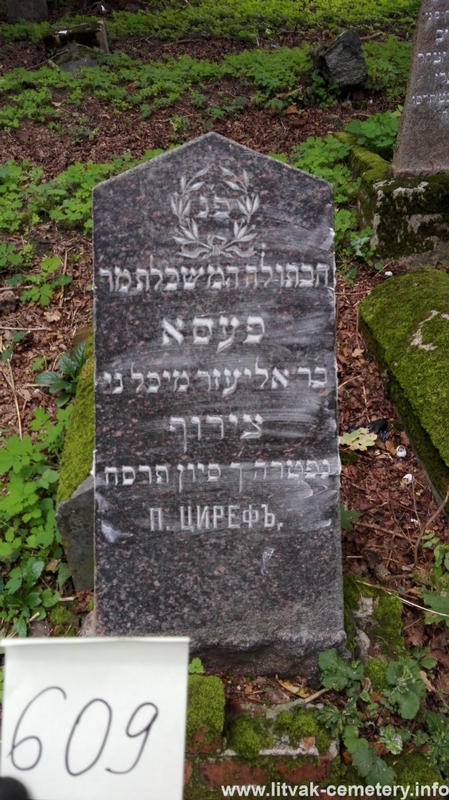 פנ
הבתולה המשכלת מר
פעסא
בר אליעזר מיכל ני
צירוף
נפטרה ך סיון תרסח
П. ЦИРЕФЪ.
609
www.litvak-cemetery.info